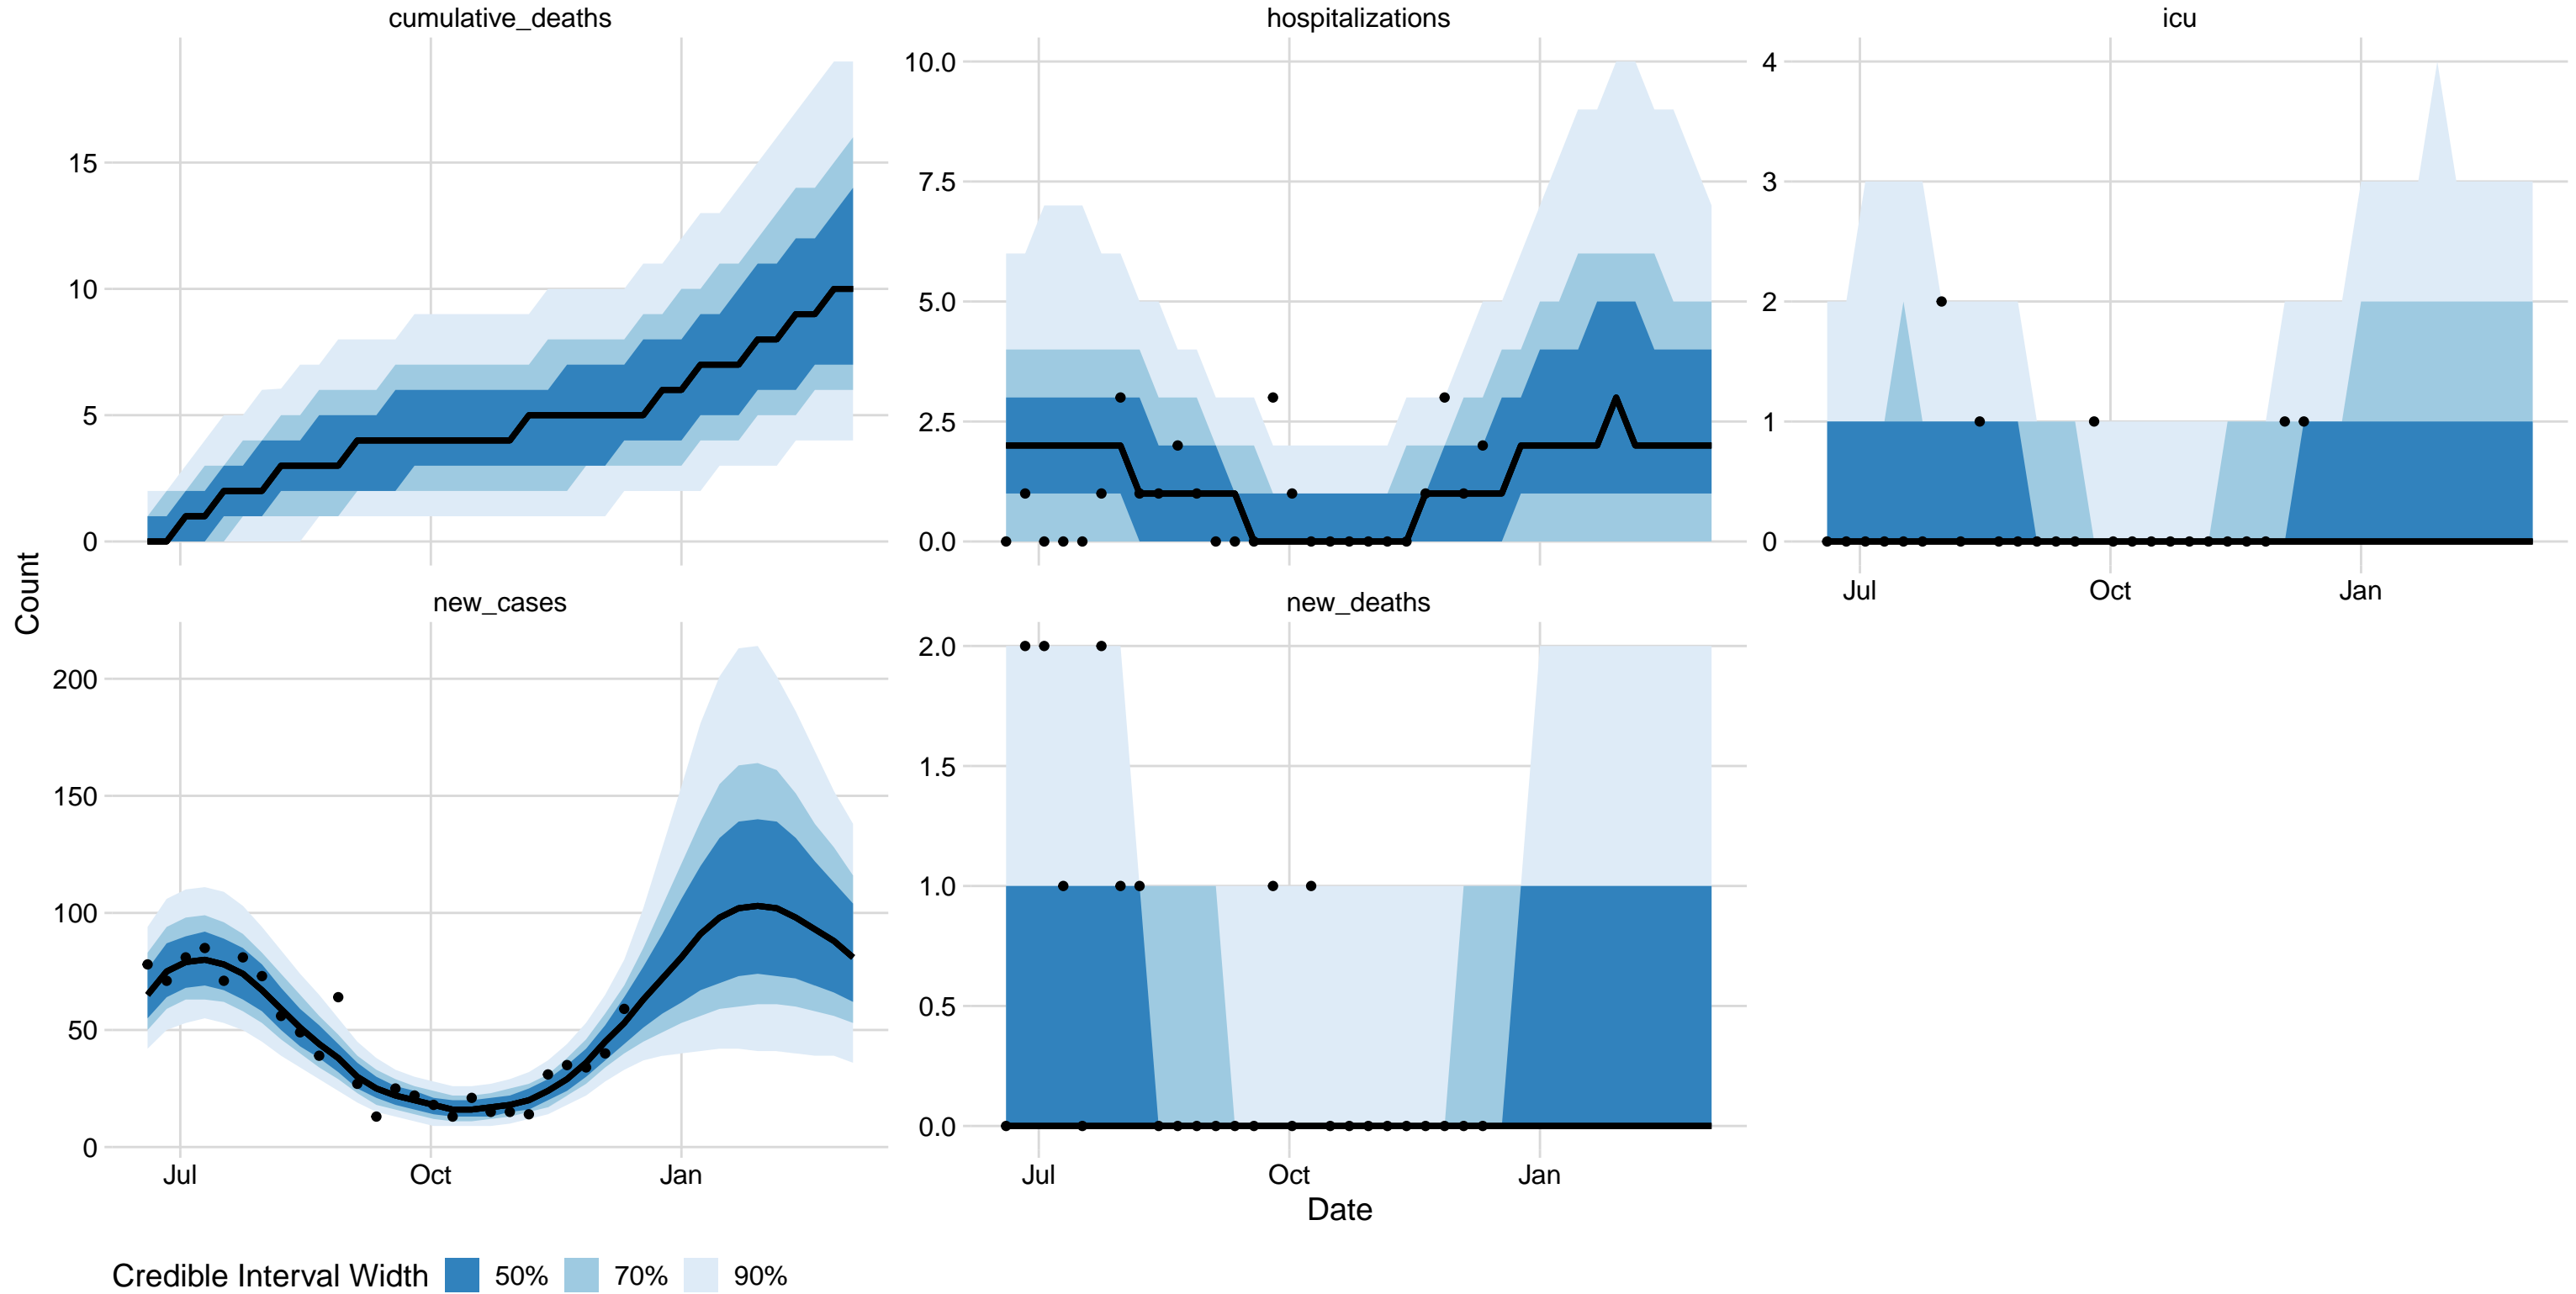 cumulative_deaths
hospitalizations
icu
10.0
7.5
5.0
2.5
0.0
15
10
5
0
4
3
2
1
0
Jul
Oct
Jan
Count
new_cases
new_deaths
200
150
100
50
0
2.0
1.5
1.0
0.5
0.0
Jul
Oct
Jan
Jul
Oct
Jan
Date
Credible Interval Width
50%
70%
90%